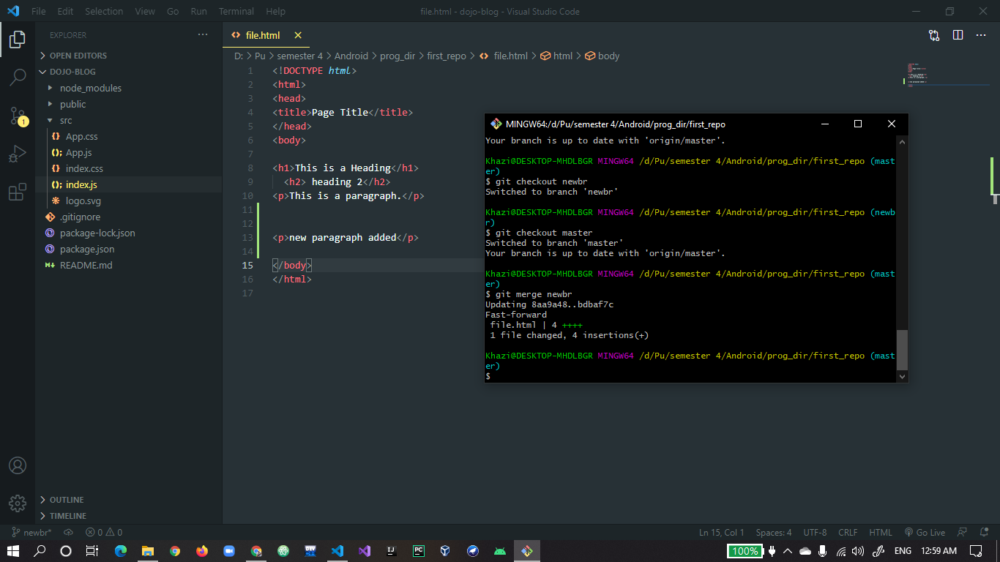 File Edit Selection View Go Run Terminal Help file.html - dojo-blog - Visual Studio Code
EXPLORER
OPEN EDITORS
DOJO-BLOG
node_modules
public
src
App.css
App.js
index.css
index.js
logo.svg
.gitignore
package-lock.json
package.json
README.md
OUTLINE
TIMELINE
1
file.html
D: > Pu > semester 4 > Android > prog_dir > first_repo > file.html > html > body
1 <!DOCTYPE html>
2 <html>
3 <head>
4 <title>Page Title</title>
5 </head>
6 <body>
7
8 <h1>This is a Heading</h1>
9 <h2> heading 2</h2>
10 <p>This is a paragraph.</p>
11
12
13 <p>new paragraph added</p>
14
15 </body>
16 </html>
17
MINGW64:/d/Pu/semester 4/Android/prog_dir/first_repo
Your branch is up to date with 'origin/master'.
Khazi@DESKTOP-MHDLBGR MINGW64 /d/Pu/semester 4/Android/prog_dir/first_repo (mast
er)
$ git checkout newbr
Switched to branch 'newbr'
Khazi@DESKTOP-MHDLBGR MINGW64 /d/Pu/semester 4/Android/prog_dir/first_repo (newb
r)
$ git checkout master
Switched to branch 'master'
Your branch is up to date with 'origin/master'.
Khazi@DESKTOP-MHDLBGR MINGW64 /d/Pu/semester 4/Android/prog_dir/first_repo (mast
er)
$ git merge newbr
Updating 8aa9a48..bdbaf7c
Fast-forward
file.html | 4 ++++
1 file changed, 4 insertions(+)
Khazi@DESKTOP-MHDLBGR MINGW64 /d/Pu/semester 4/Android/prog_dir/first_repo (mast
er)
$
newbr* 0 0 Ln 15, Col 1 Spaces: 4 UTF-8 CRLF HTML Go Live
IJ PC 100% ENG 12:59 AM